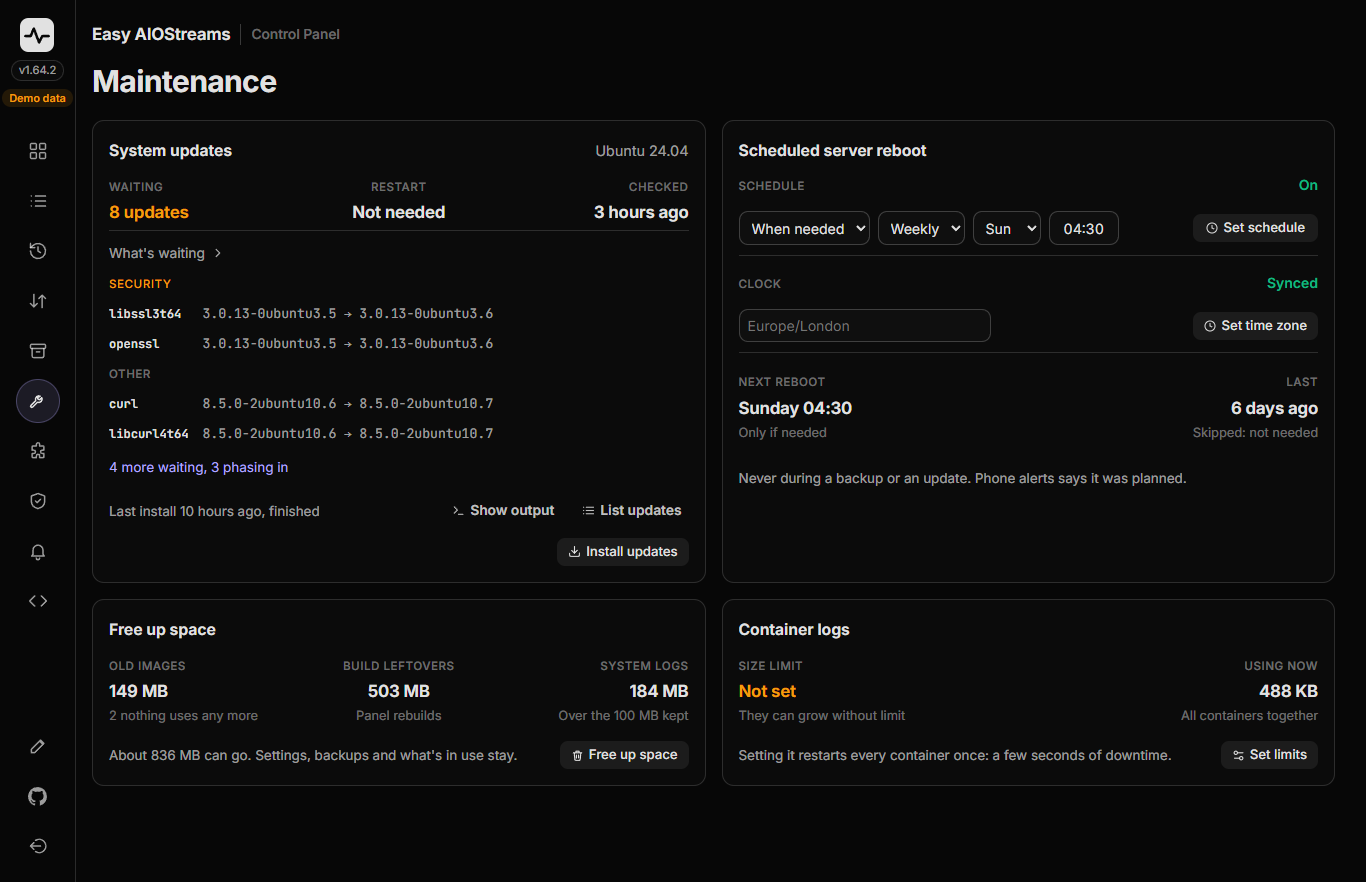 v1.64.2
Demo data
Easy AIOStreams | Control Panel
Maintenance
System updates
Ubuntu 24.04
WAITING RESTART CHECKED
8 updates Not needed 3 hours ago
What's waiting
SECURITY
libssl3t64 3.0.13-0ubuntu3.5 → 3.0.13-0ubuntu3.6
openssl 3.0.13-0ubuntu3.5 → 3.0.13-0ubuntu3.6
OTHER
curl 8.5.0-2ubuntu10.6 → 8.5.0-2ubuntu10.7
libcurl4t64 8.5.0-2ubuntu10.6 → 8.5.0-2ubuntu10.7
4 more waiting, 3 phasing in
Last install 10 hours ago, finished Show output List updates
Install updates
Scheduled server reboot
SCHEDULE On
When needed Weekly Sun 04:30 Set schedule
CLOCK Synced
Europe/London Set time zone
NEXT REBOOT LAST
Sunday 04:30 6 days ago
Only if needed Skipped: not needed
Never during a backup or an update. Phone alerts says it was planned.
Free up space
OLD IMAGES BUILD LEFTOVERS SYSTEM LOGS
149 MB 503 MB 184 MB
2 nothing uses any more Panel rebuilds Over the 100 MB kept
About 836 MB can go. Settings, backups and what's in use stay. Free up space
Container logs
SIZE LIMIT USING NOW
Not set 488 KB
They can grow without limit All containers together
Setting it restarts every container once: a few seconds of downtime. Set limits